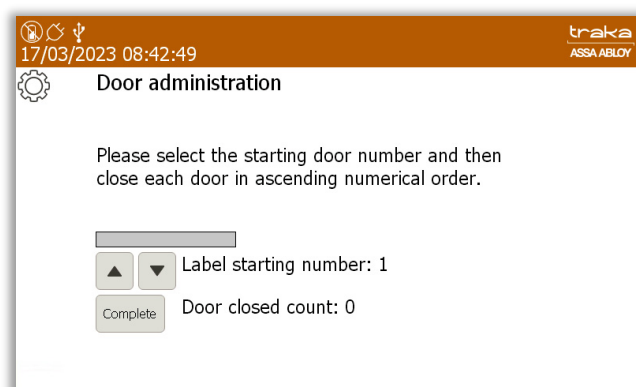 traka
17/03/2023 08:42:49
ASSA ABLOY
Door administration
Please select the starting door number and then
close each door in ascending numerical order.
Label starting number: 1
Complete
Door closed count: 0